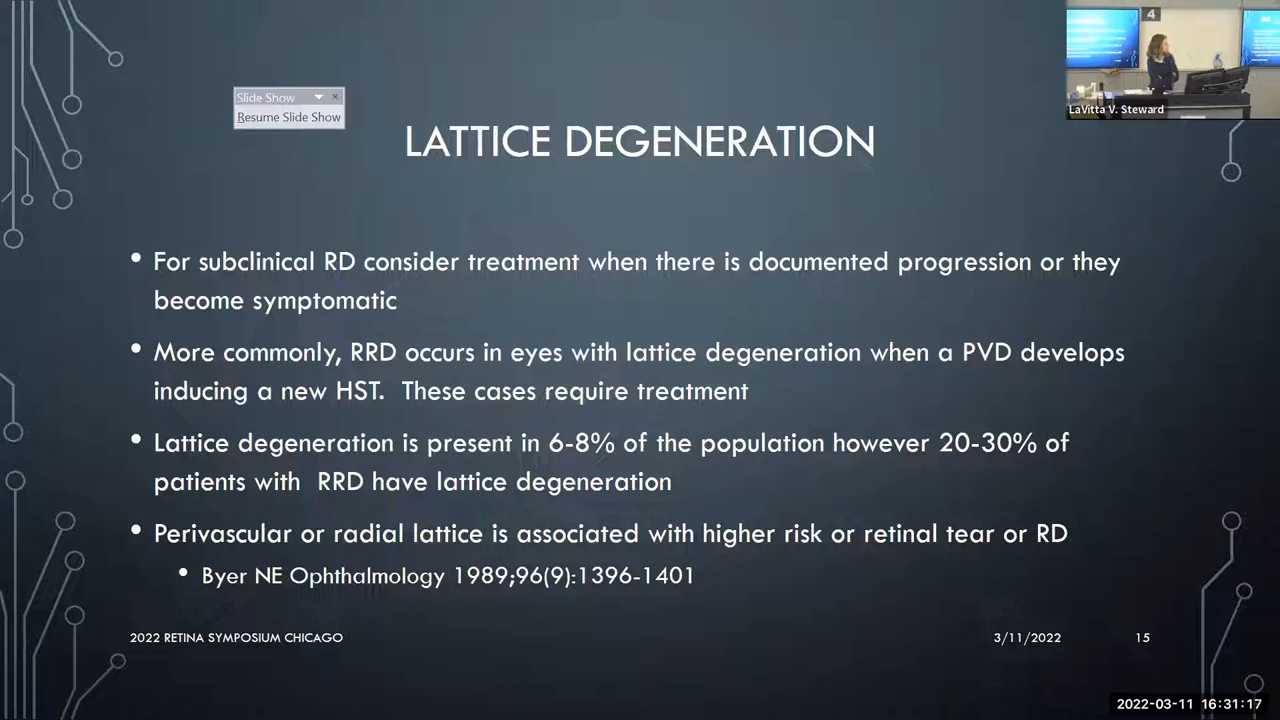 4
LaVitta V. Steward
Slide Show
Resume Slide Show
LATTICE DEGENERATION
• For subclinical RD consider treatment when there is documented progression or they
become symptomatic
• More commonly, RRD occurs in eyes with lattice degeneration when a PVD develops
inducing a new HST.  These cases require treatment
• Lattice degeneration is present in 6-8% of the population however 20-30% of
patients with  RRD have lattice degeneration
• Perivascular or radial lattice is associated with higher risk or retinal tear or RD
• Byer NE Ophthalmology 1989;96(9):1396-1401
2022 RETINA SYMPOSIUM CHICAGO
3/11/2022
15
2022-03-11 16:31:17